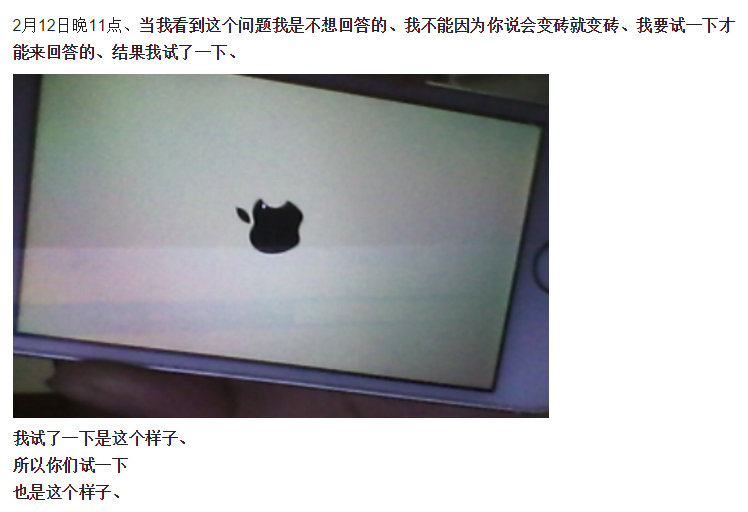 2月12日晚11点、当我看到这个问题我是不想回答的、我不能因为你说会变砖就变砖、我要试一下才
能来回答的、结果我试了一下、
我试了一下是这个样子、
所以你们试一下
也是这个样子、